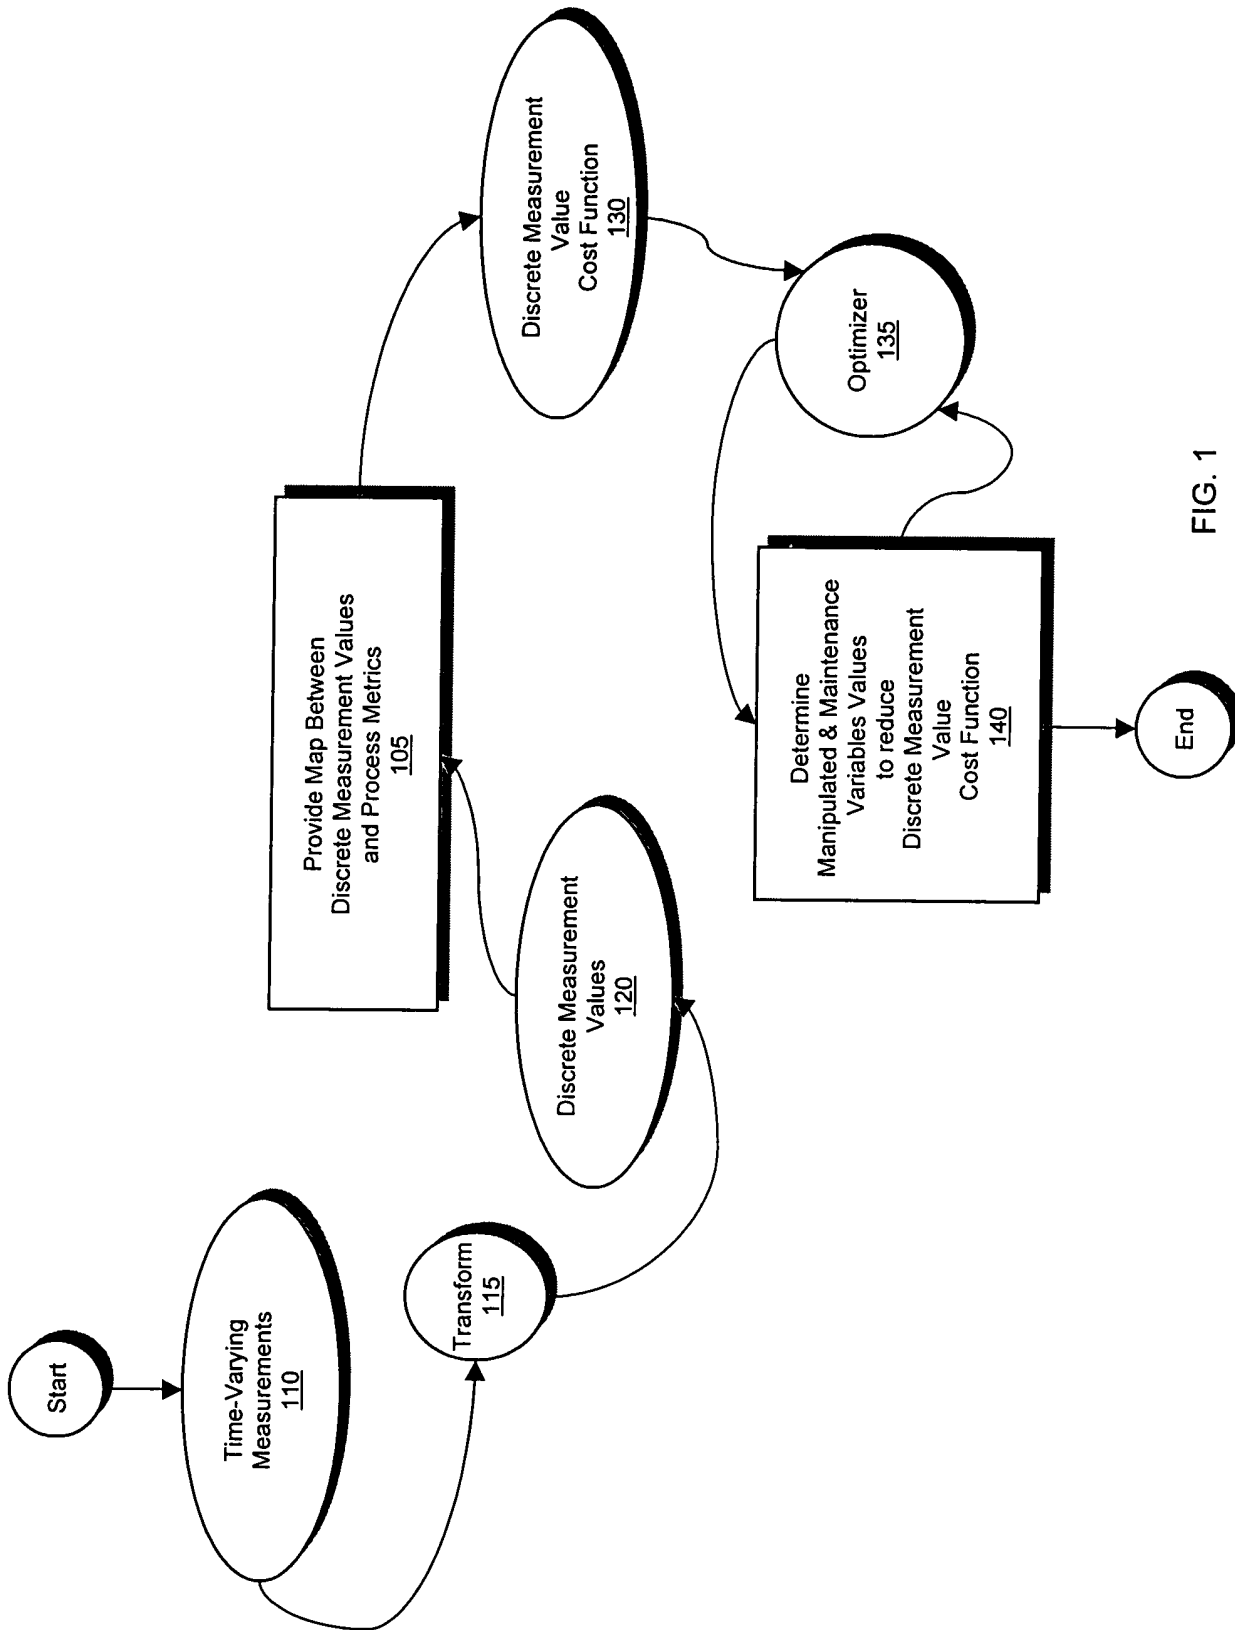 Start
Time-Varying
Measurements
110
Transform
115
Discrete Measurement
Values
120
Provide Map Between
Discrete Measurement Values
and Process Metrics
105
Discrete Measurement
Value
Cost Function
130
Optimizer
135
Determine
Manipulated & Maintenance
Variables Values
to reduce
Discrete Measurement
Value
Cost Function
140
End
FIG. 1